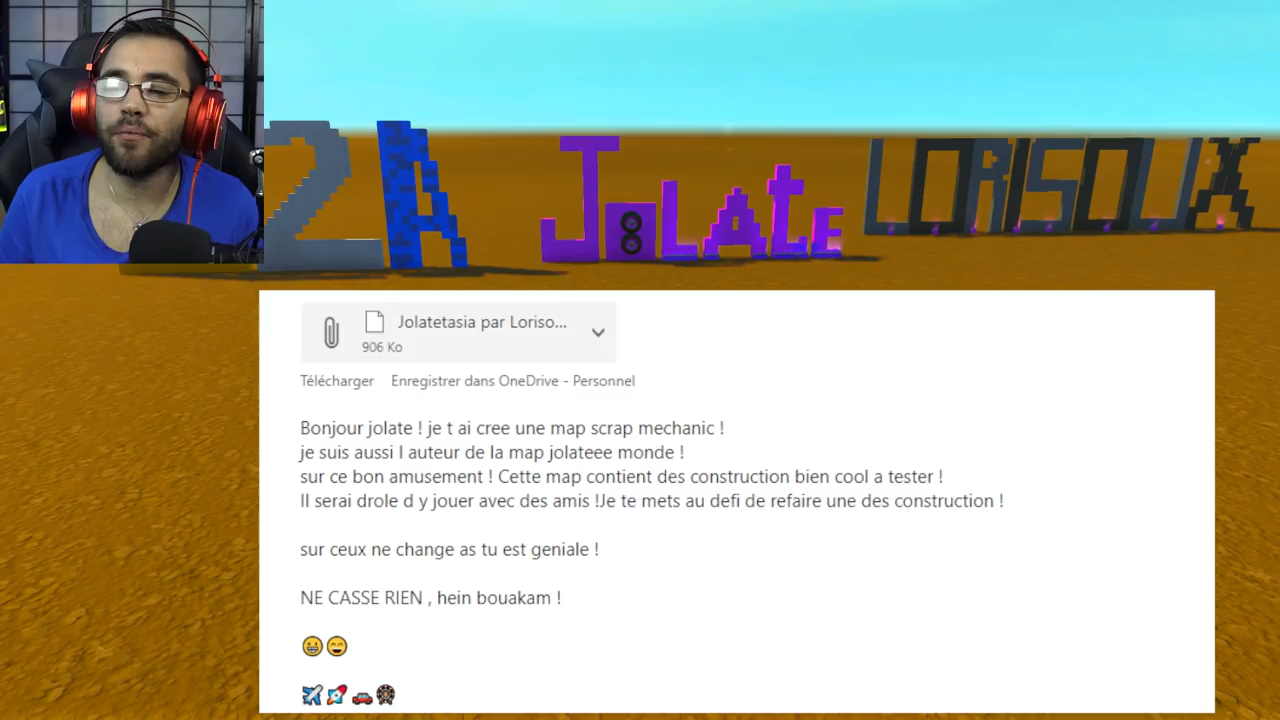 2A JOLATE LORISOUX
Jolatetasia par Loriso...
906 Ko
Télécharger Enregistrer dans OneDrive - Personnel
Bonjour jolate ! je t ai cree une map scrap mechanic !
je suis aussi l auteur de la map jolateee monde !
sur ce bon amusement ! Cette map contient des construction bien cool a tester !
Il serai drole d y jouer avec des amis !Je te mets au defi de refaire une des construction !
sur ceux ne change as tu est geniale !
NE CASSE RIEN , hein bouakam !